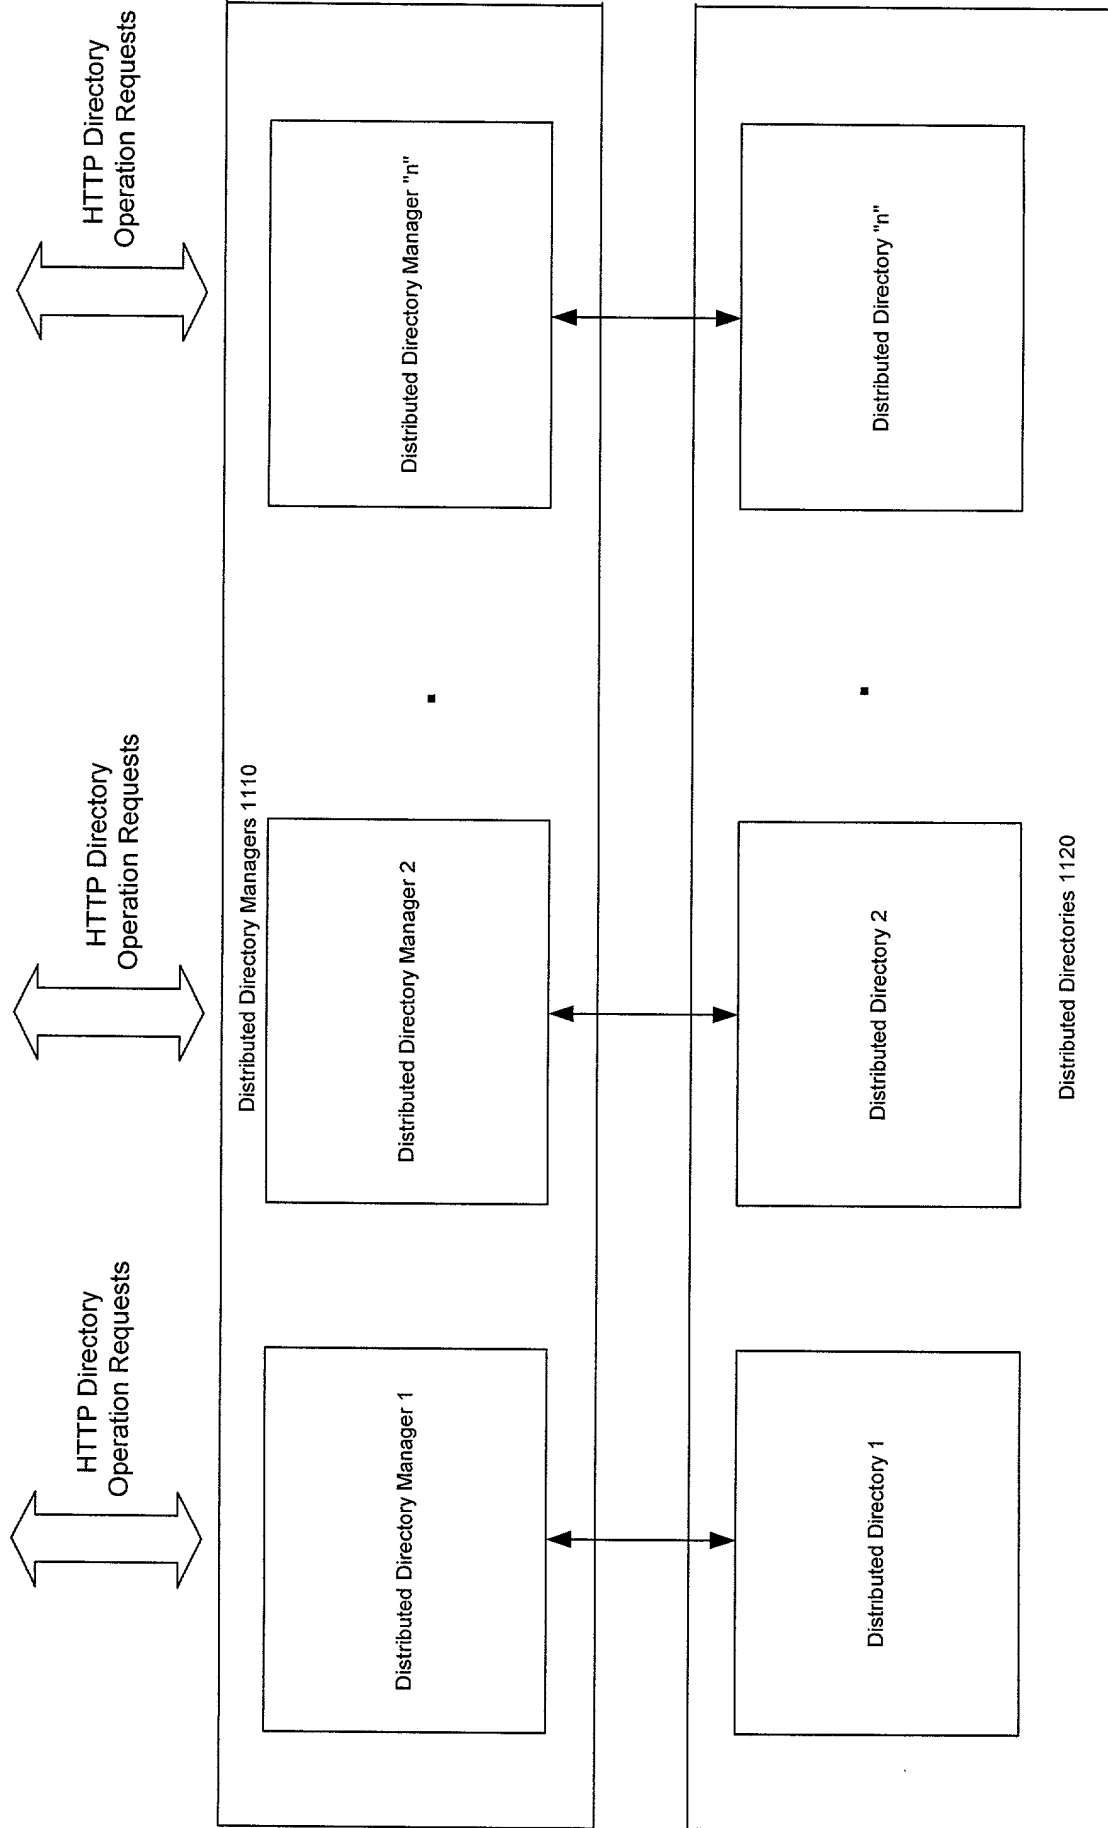 HTTP Directory
Operation Requests
HTTP Directory
Operation Requests
HTTP Directory
Operation Requests
Distributed Directory Managers 1110
Distributed Directory Manager 1
Distributed Directory Manager 2
Distributed Directory Manager "n"
Distributed Directory 1
Distributed Directory 2
Distributed Directory "n"
Distributed Directories 1120